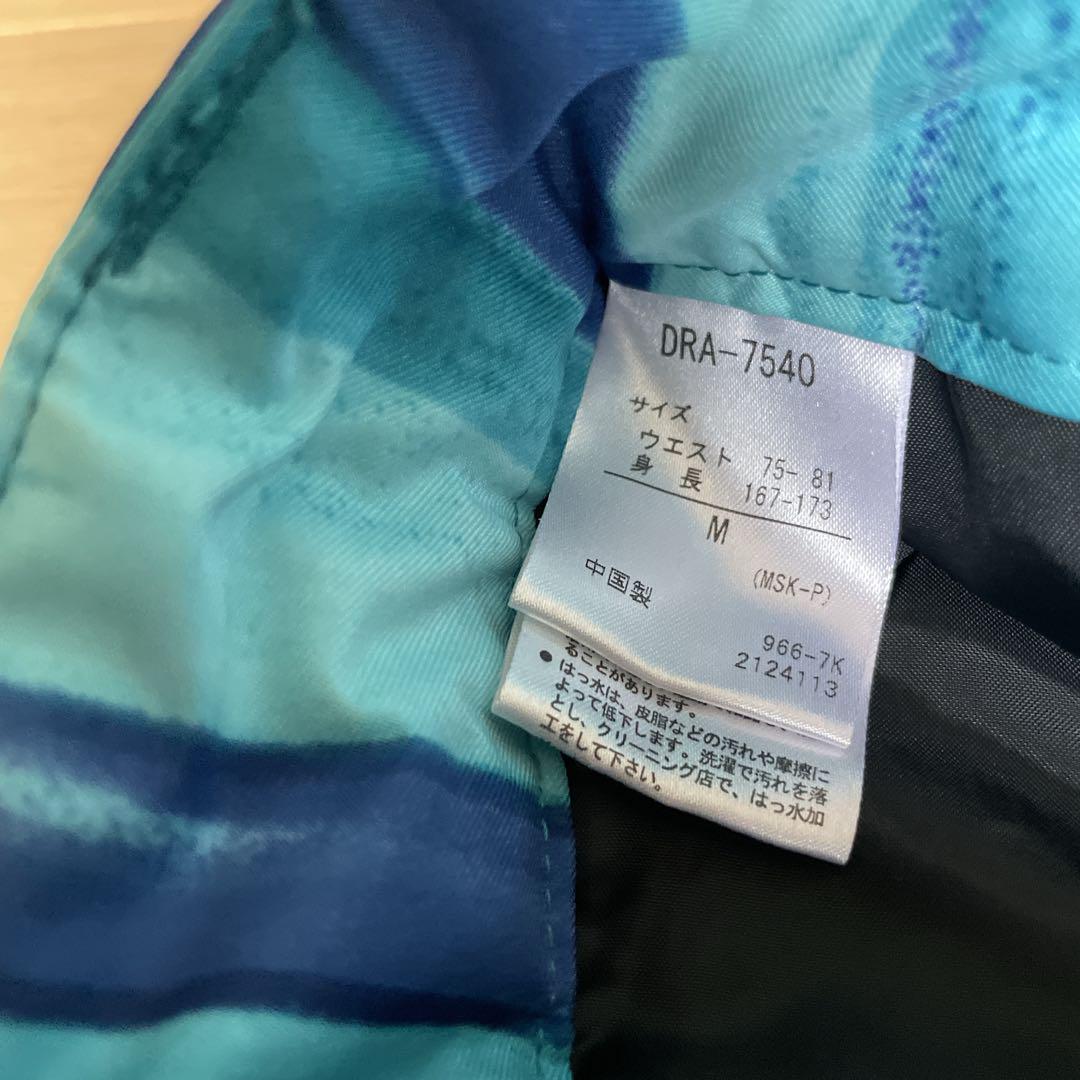 DRA-7540
サイズ
ウエスト 75- 81
身 長 167-173
M
中国製 (MSK-P)
966-7K
2124113
ることがあります。
● はっ水は、皮脂などの汚れや摩擦に
よって低下します。洗濯で汚れを落
とし、クリーニング店で、はっ水加
工をして下さい。